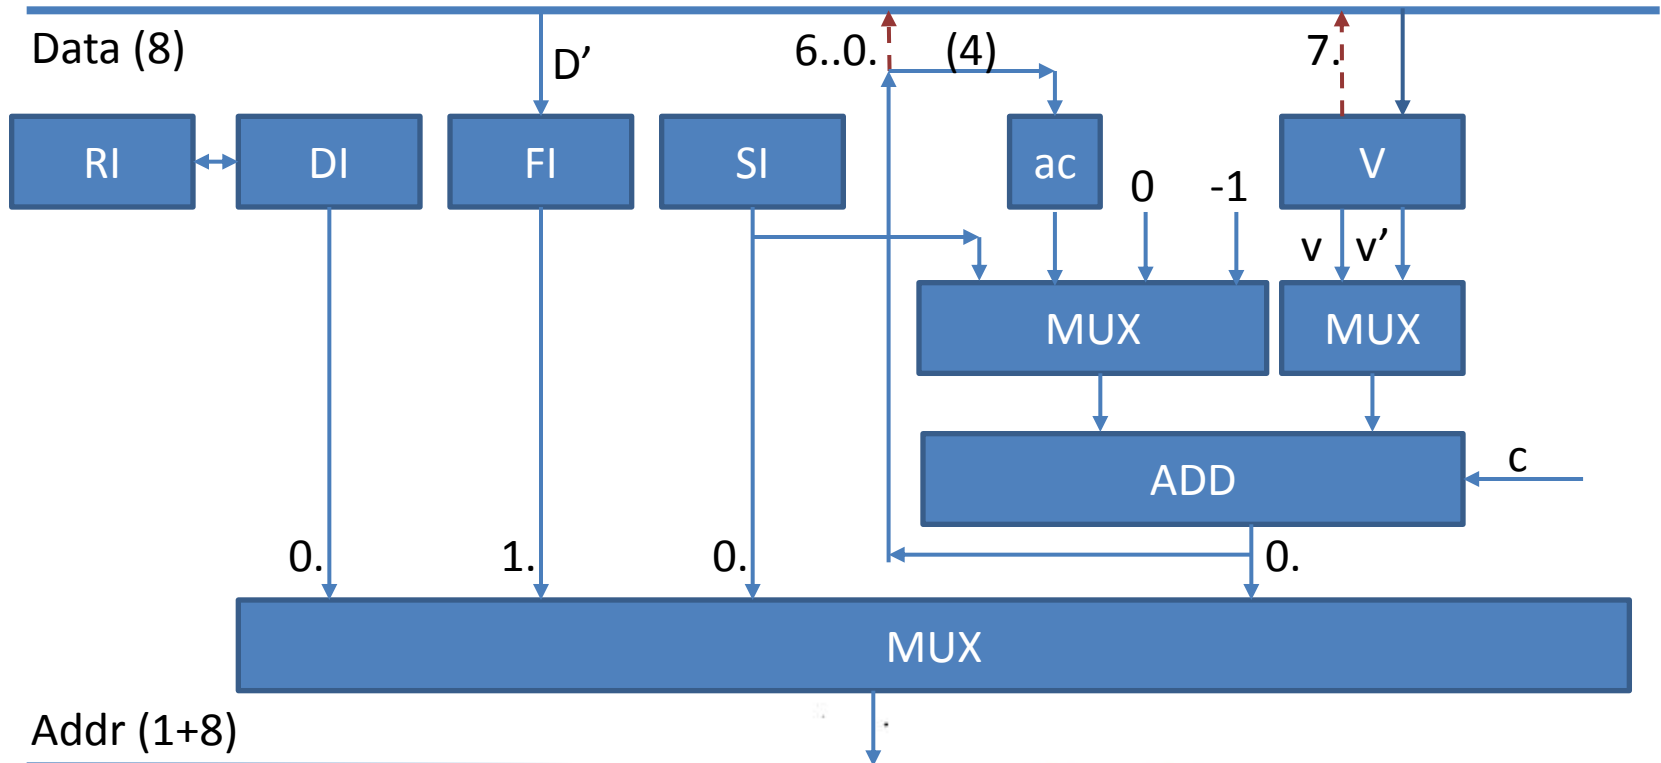 Data (8)
D’
6..0.
(4)
7.
RI
DI
FI
SI
ac
V
0
-1
v
v’
MUX
MUX
ADD
c
0.
1.
0.
0.
MUX
Addr (1+8)